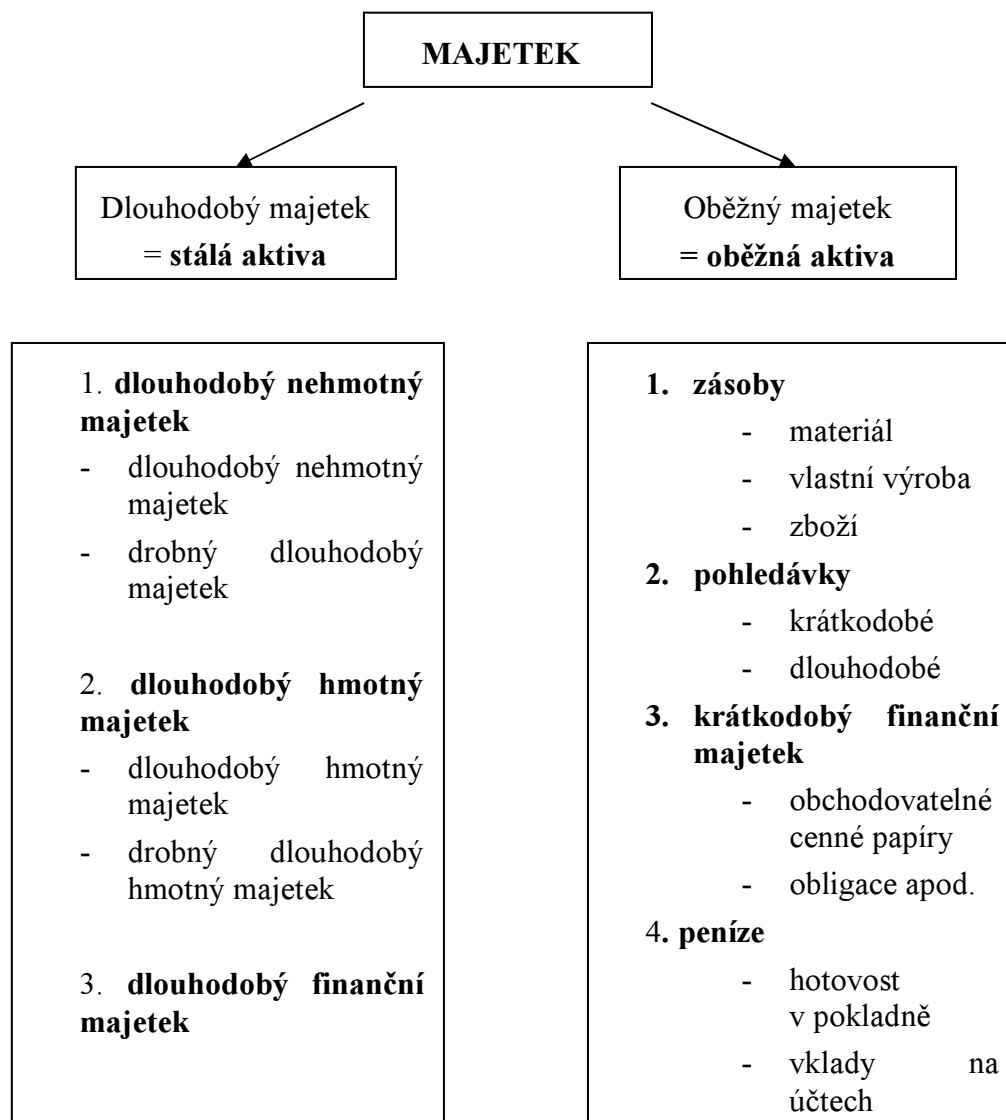 MAJETEK
Dlouhodobý majetek
= stálá aktiva
Oběžný majetek
= oběžná aktiva
1. dlouhodobý nehmotný
majetek
- dlouhodobý nehmotný
majetek
- drobný dlouhodobý
majetek
2. dlouhodobý hmotný
majetek
- dlouhodobý hmotný
majetek
- drobný dlouhodobý
hmotný majetek
3. dlouhodobý finanční
majetek
1. zásoby
- materiál
- vlastní výroba
- zboží
2. pohledávky
- krátkodobé
- dlouhodobé
3. krátkodobý finanční
majetek
- obchodovatelné
cenné papíry
- obligace apod.
4. peníze
- hotovost
v pokladně
- vklady na
účtech